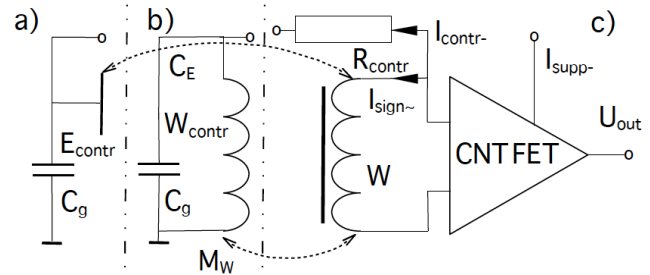 a)
b)
c)
I_contr-
I_supp-
C_E
R_contr
I_sign~
U_out
E_contr
W_contr
W
CNT FET
C_g
C_g
M_W